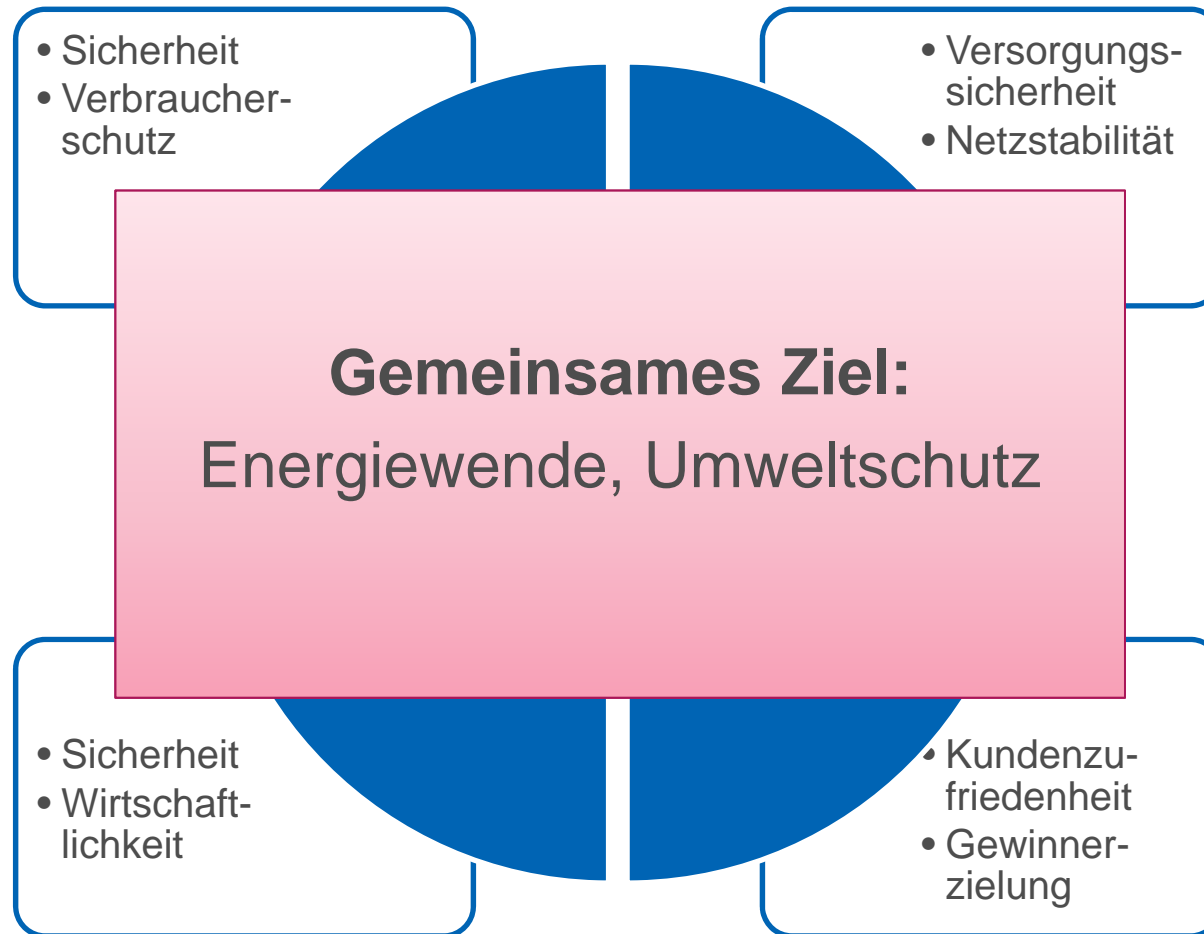 • Sicherheit
• Verbraucher-
schutz
• Versorgungs-
sicherheit
• Netzstabilität
Gemeinsames Ziel:
Energiewende, Umweltschutz
• Sicherheit
• Wirtschaft-
lichkeit
• Kundenzu-
friedenheit
• Gewinner-
zielung